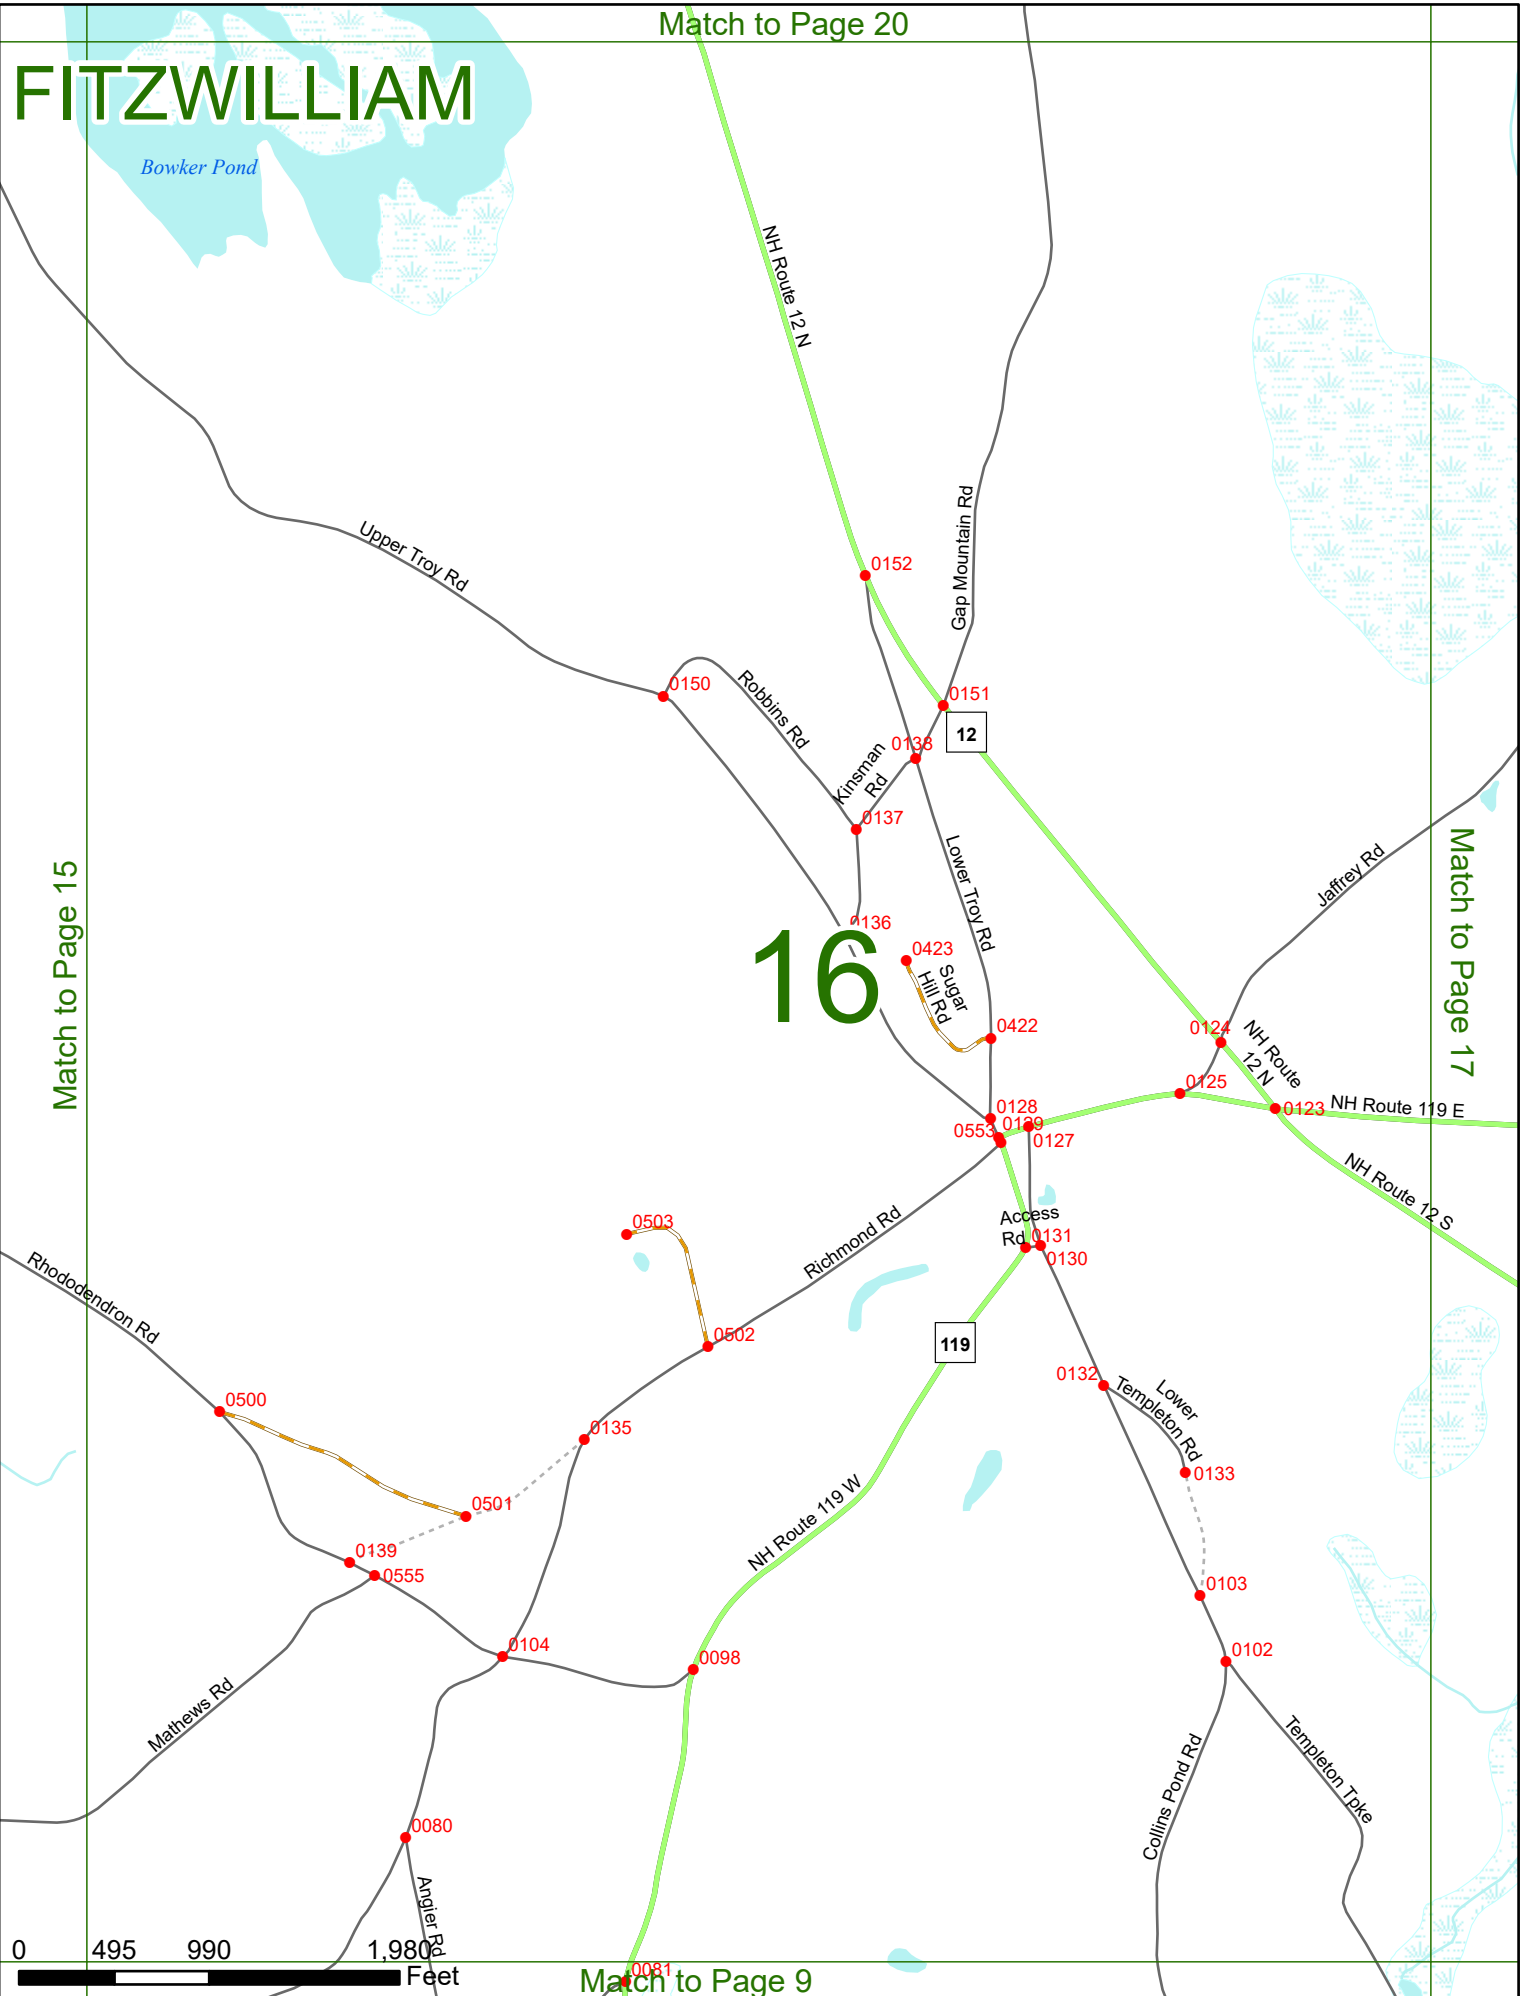 Match to Page 20
FITZWILLIAM
Bowker Pond
NH Route 12 N
Gap Mountain Rd
Upper Troy Rd
0152
0150
Robbins Rd
0151
12
0138
Kinsman
Rd
0137
Lower Troy Rd
Jaffrey Rd
Match to Page 15
Match to Page 17
0136
16
0423
Sugar
Hill Rd
0422
0124
NH Route
12 N
0125
0123
NH Route 119 E
0128
0129
0553
0127
NH Route 12 S
Access
Rd
0131
0130
0503
Richmond Rd
Rhododendron Rd
0502
119
0132
Lower
Templeton Rd
0500
0135
0133
0501
NH Route 119 W
0139
0555
0103
0104
0098
0102
Mathews Rd
Collins Pond Rd
Templeton Tpke
0080
Angier Rd
0 495 990 1,980
Feet
0081
Match to Page 9